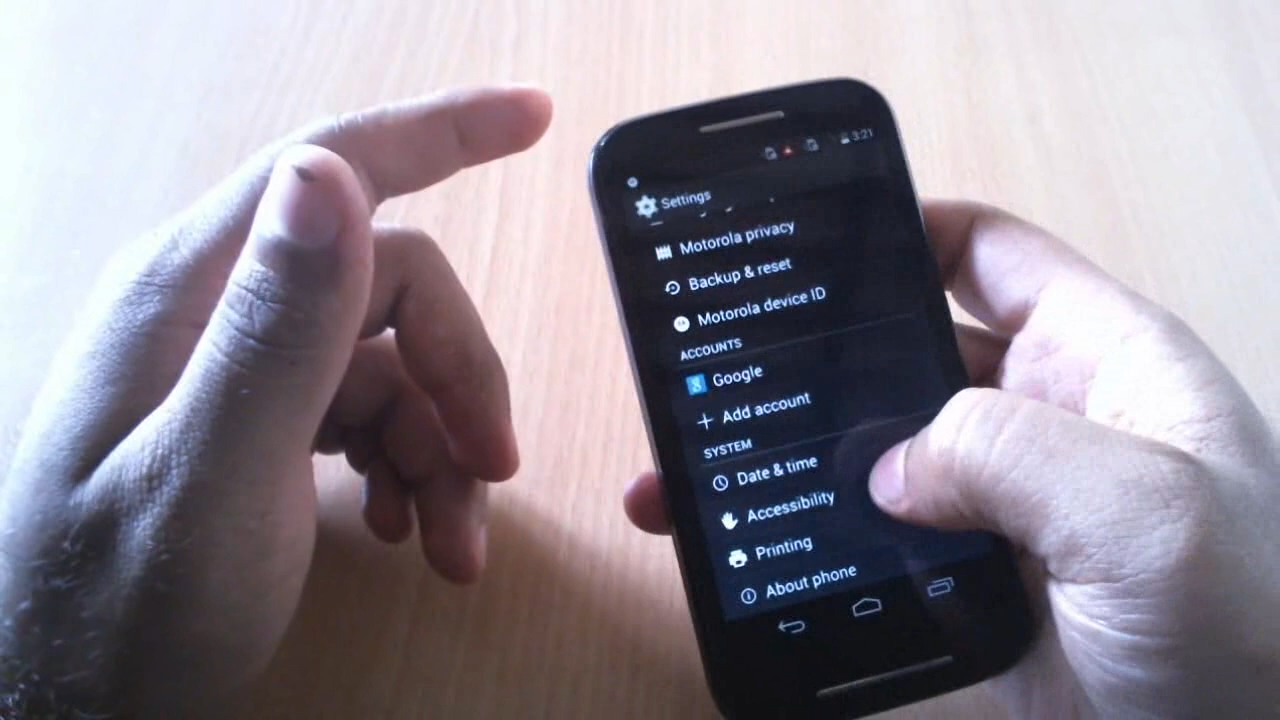 3:21
Settings
Motorola privacy
Backup & reset
Motorola device ID
ACCOUNTS
Google
Add account
SYSTEM
Date & time
Accessibility
Printing
About phone